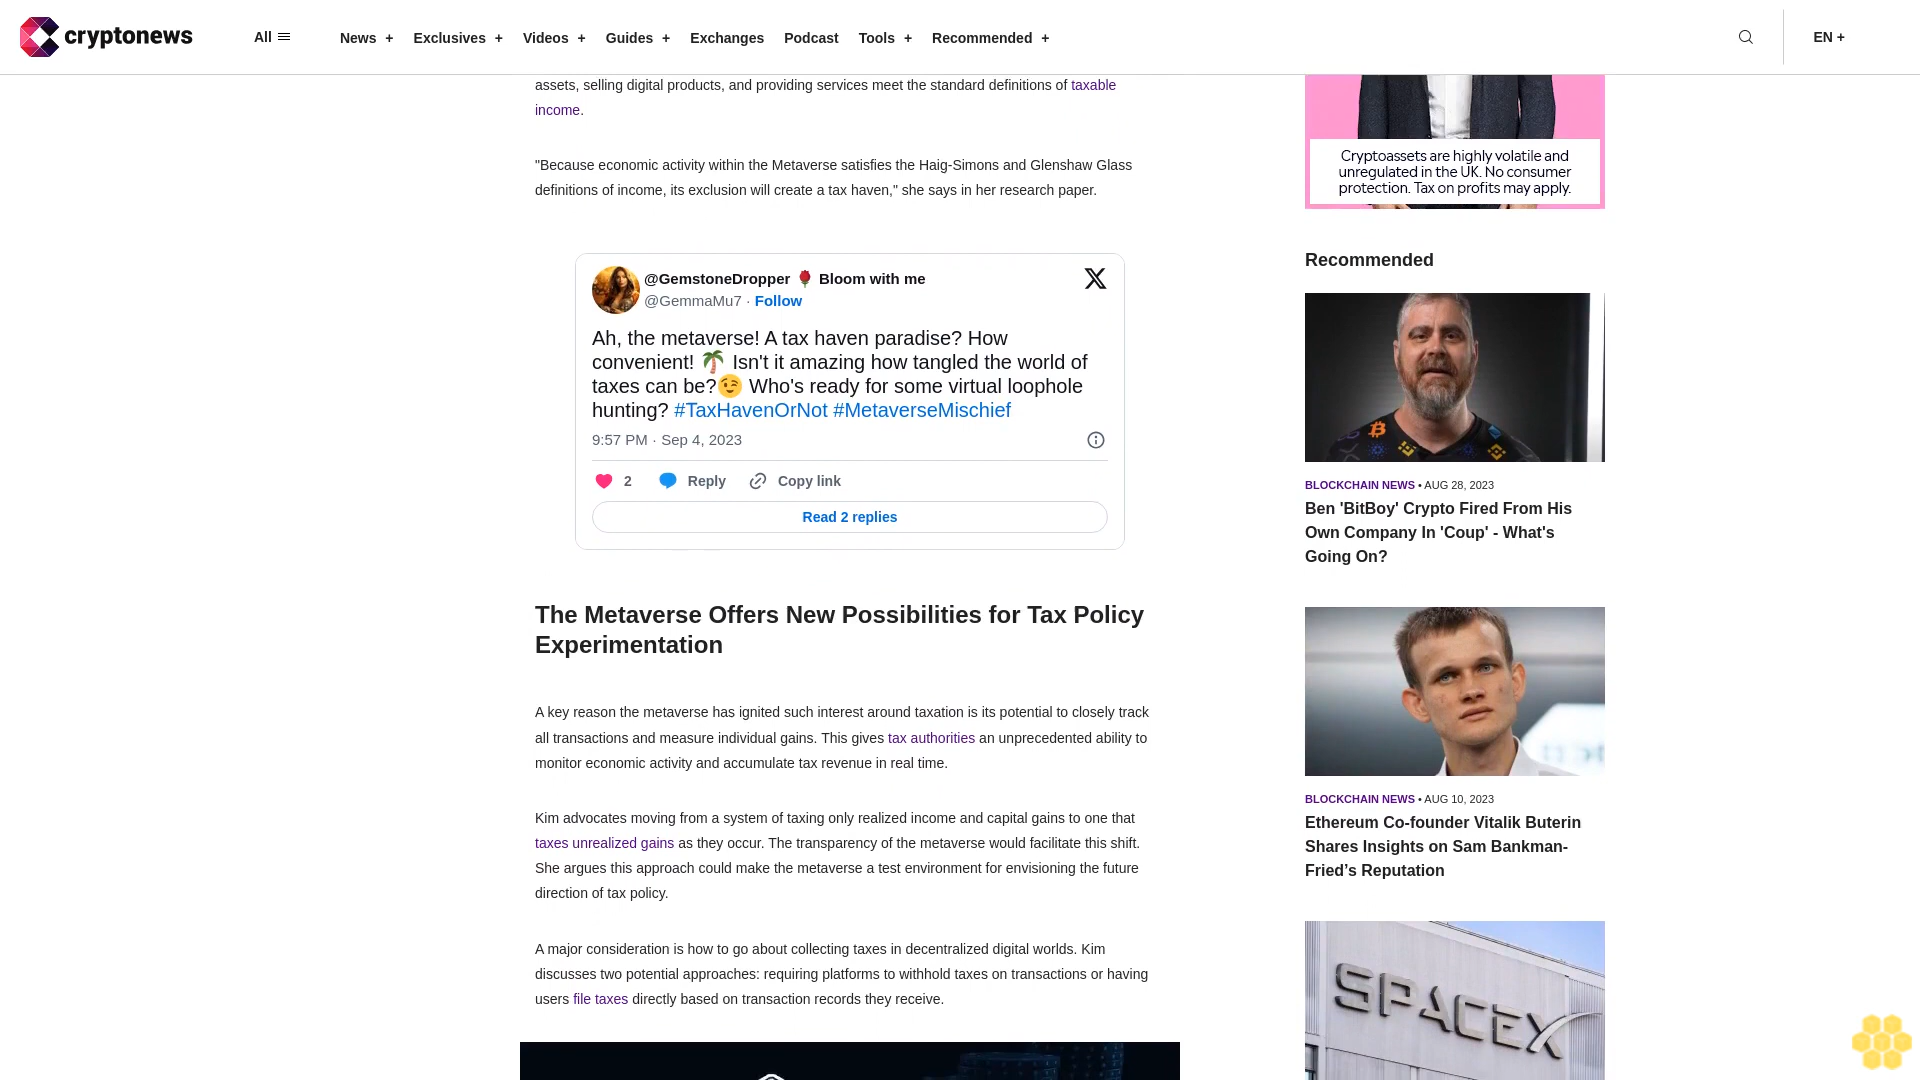 cryptonews
All
News +
Exclusives +
Videos +
Guides +
Exchanges
Podcast
Tools +
Recommended +
EN +
assets, selling digital products, and providing services meet the standard definitions of taxable
income.
"Because economic activity within the Metaverse satisfies the Haig-Simons and Glenshaw Glass
definitions of income, its exclusion will create a tax haven," she says in her research paper.
@GemstoneDropper 🌹 Bloom with me
@GemmaMu7 · Follow
Ah, the metaverse! A tax haven paradise? How
convenient! 🌴 Isn't it amazing how tangled the world of
taxes can be?😉 Who's ready for some virtual loophole
hunting? #TaxHavenOrNot #MetaverseMischief
9:57 PM · Sep 4, 2023
2
Reply
Copy link
Read 2 replies
The Metaverse Offers New Possibilities for Tax Policy
Experimentation
A key reason the metaverse has ignited such interest around taxation is its potential to closely track
all transactions and measure individual gains. This gives tax authorities an unprecedented ability to
monitor economic activity and accumulate tax revenue in real time.
Kim advocates moving from a system of taxing only realized income and capital gains to one that
taxes unrealized gains as they occur. The transparency of the metaverse would facilitate this shift.
She argues this approach could make the metaverse a test environment for envisioning the future
direction of tax policy.
A major consideration is how to go about collecting taxes in decentralized digital worlds. Kim
discusses two potential approaches: requiring platforms to withhold taxes on transactions or having
users file taxes directly based on transaction records they receive.
Cryptoassets are highly volatile and
unregulated in the UK. No consumer
protection. Tax on profits may apply.
Recommended
BLOCKCHAIN NEWS • AUG 28, 2023
Ben 'BitBoy' Crypto Fired From His
Own Company In 'Coup' - What's
Going On?
BLOCKCHAIN NEWS • AUG 10, 2023
Ethereum Co-founder Vitalik Buterin
Shares Insights on Sam Bankman-
Fried’s Reputation
SPACEX